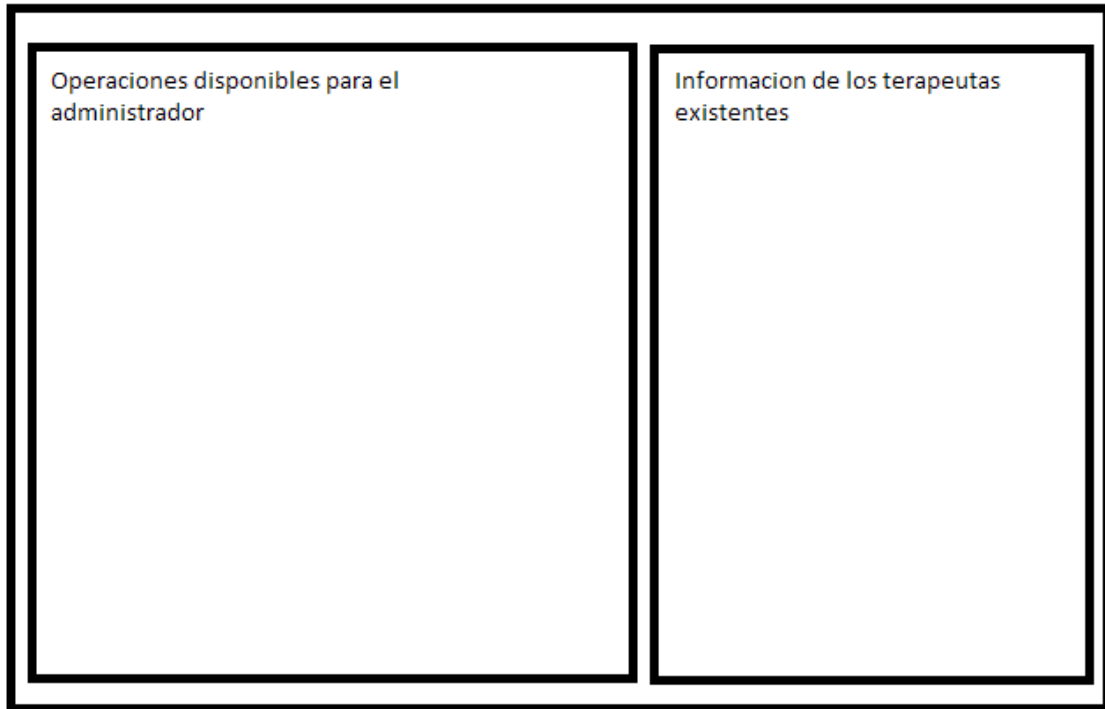 Operaciones disponibles para el
administrador
Informacion de los terapeutas
existentes